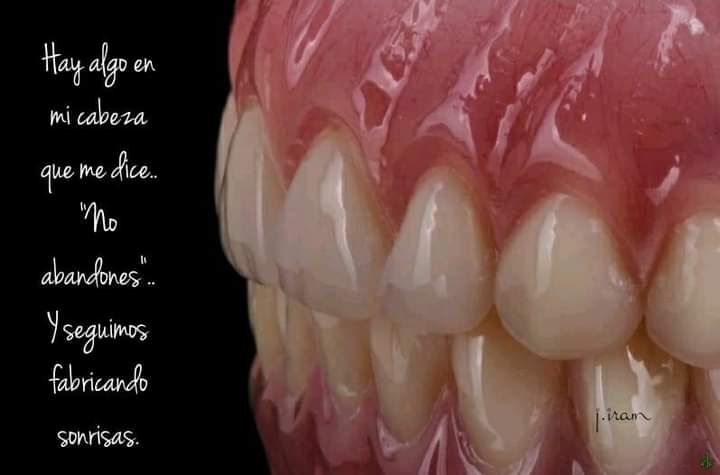 Hay algo en
mi cabeza
que me dice..
"No
abandones"..
Y seguimos
fabricando
sonrisas.
j.iram